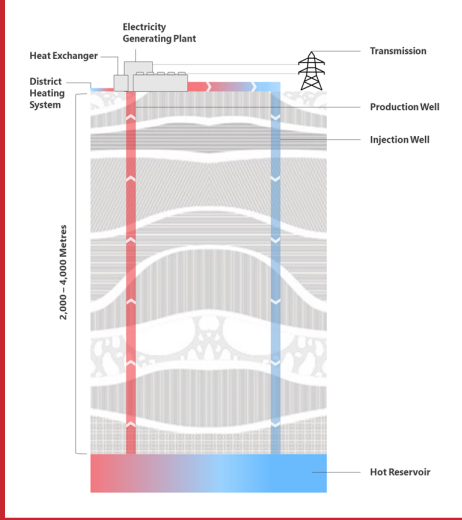 Electricity
Generating Plant
Heat Exchanger
Transmission
District
Heating
System
Production Well
Injection Well
2,000 – 4,000 Metres
Hot Reservoir